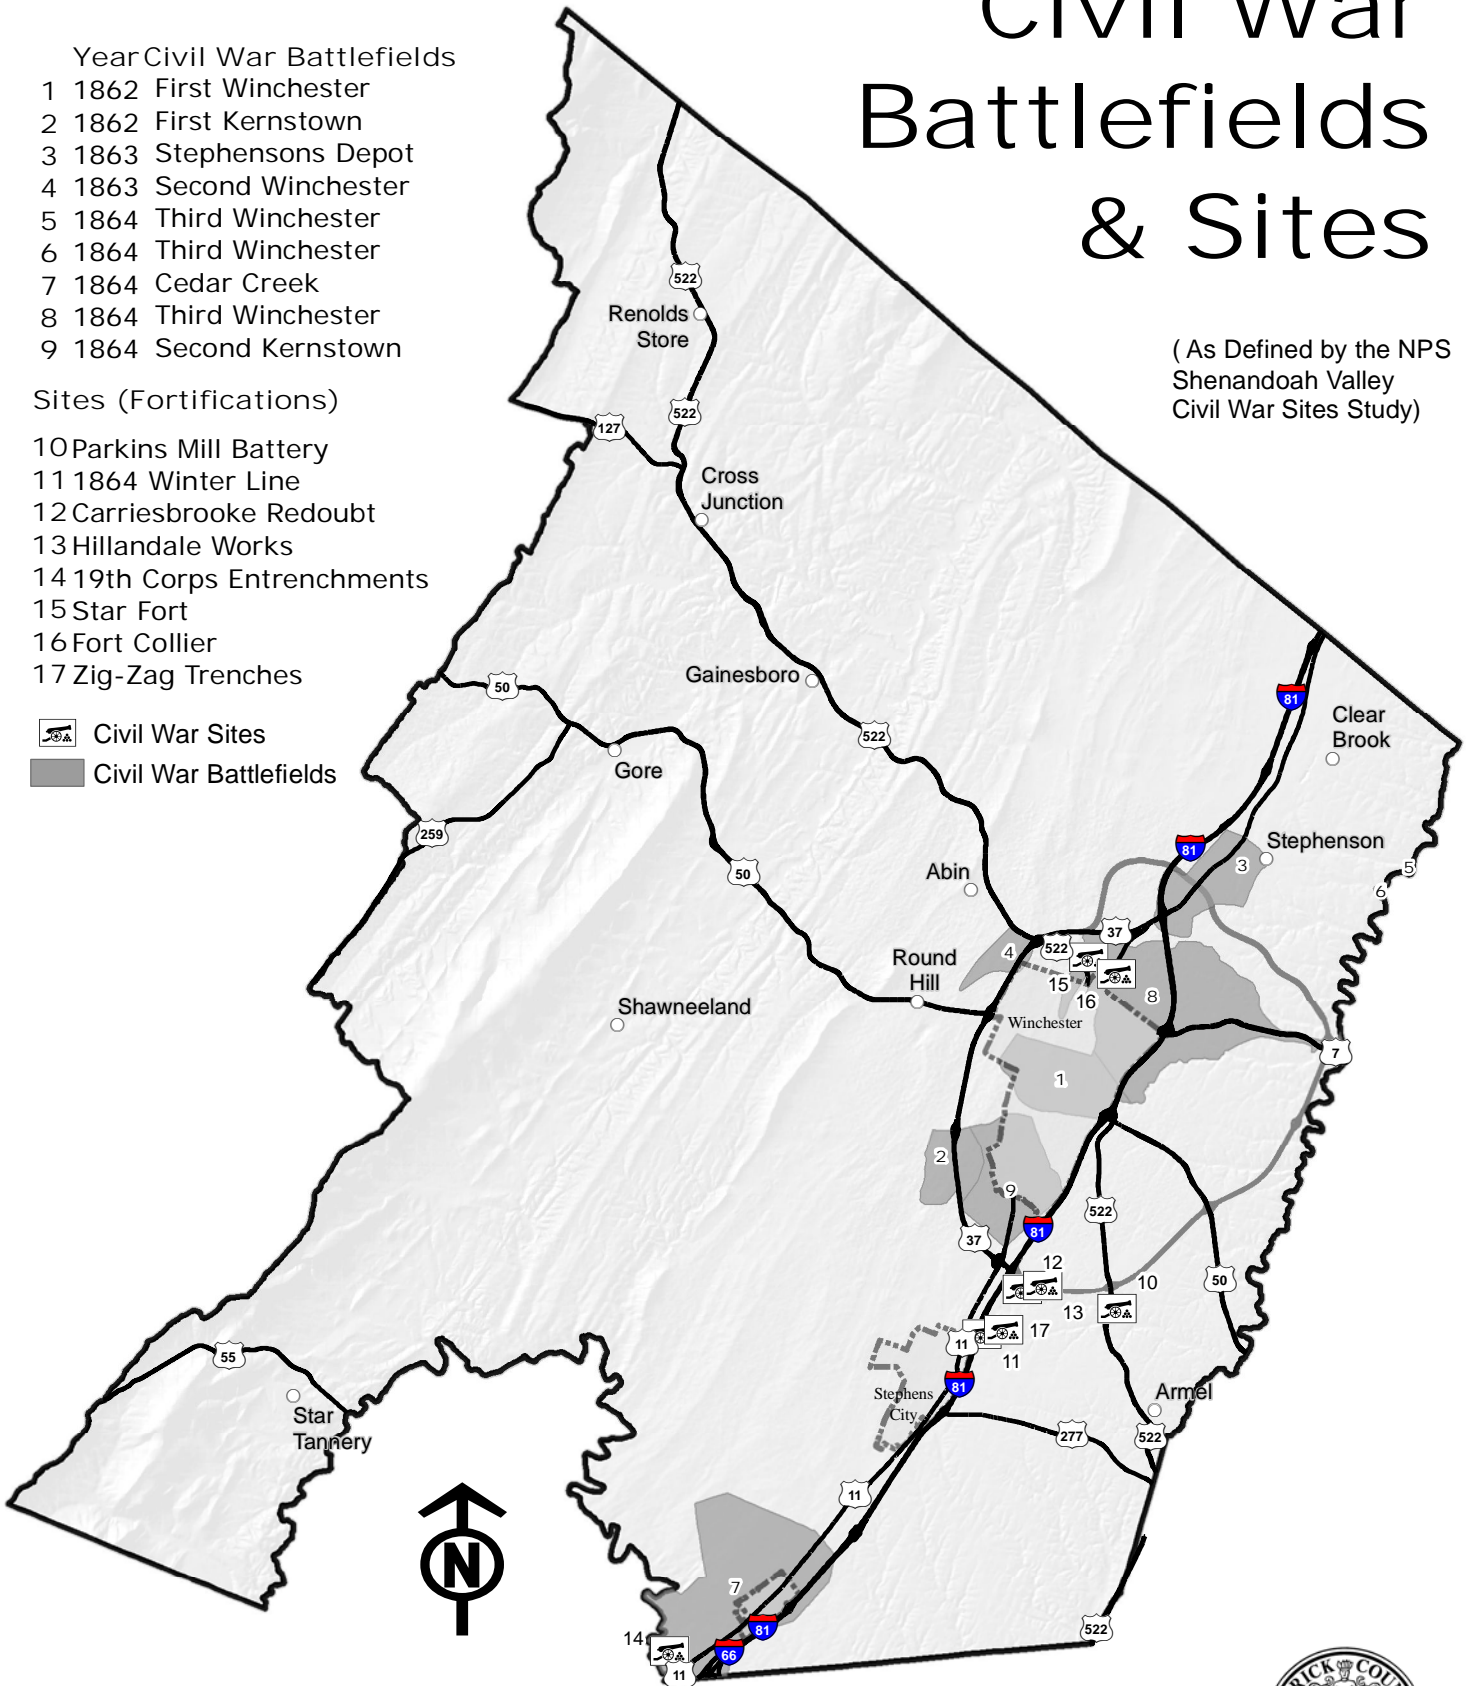 Civil War
Battlefields
& Sites
( As Defined by the NPS
Shenandoah Valley
Civil War Sites Study)
Year Civil War Battlefields
1 1862 First Winchester
2 1862 First Kernstown
3 1863 Stephensons Depot
4 1863 Second Winchester
5 1864 Third Winchester
6 1864 Third Winchester
7 1864 Cedar Creek
8 1864 Third Winchester
9 1864 Second Kernstown
Sites (Fortifications)
10 Parkins Mill Battery
11 1864 Winter Line
12 Carriesbrooke Redoubt
13 Hillandale Works
14 19th Corps Entrenchments
15 Star Fort
16 Fort Collier
17 Zig-Zag Trenches
Civil War Sites
Civil War Battlefields
522
Renolds
Store
522
127
Cross
Junction
Gainesboro
50
522
81
Clear
Brook
Gore
259
81
Stephenson
3
5
6
50
Abin
37
522
4
Round
Hill
15
16
8
Shawneeland
Winchester
7
1
2
9
522
81
37
12
10
50
13
17
11
11
81
55
Star
Tannery
Stephens
City
Armel
277
522
11
N
7
81
14
66
11
522
RICK COU